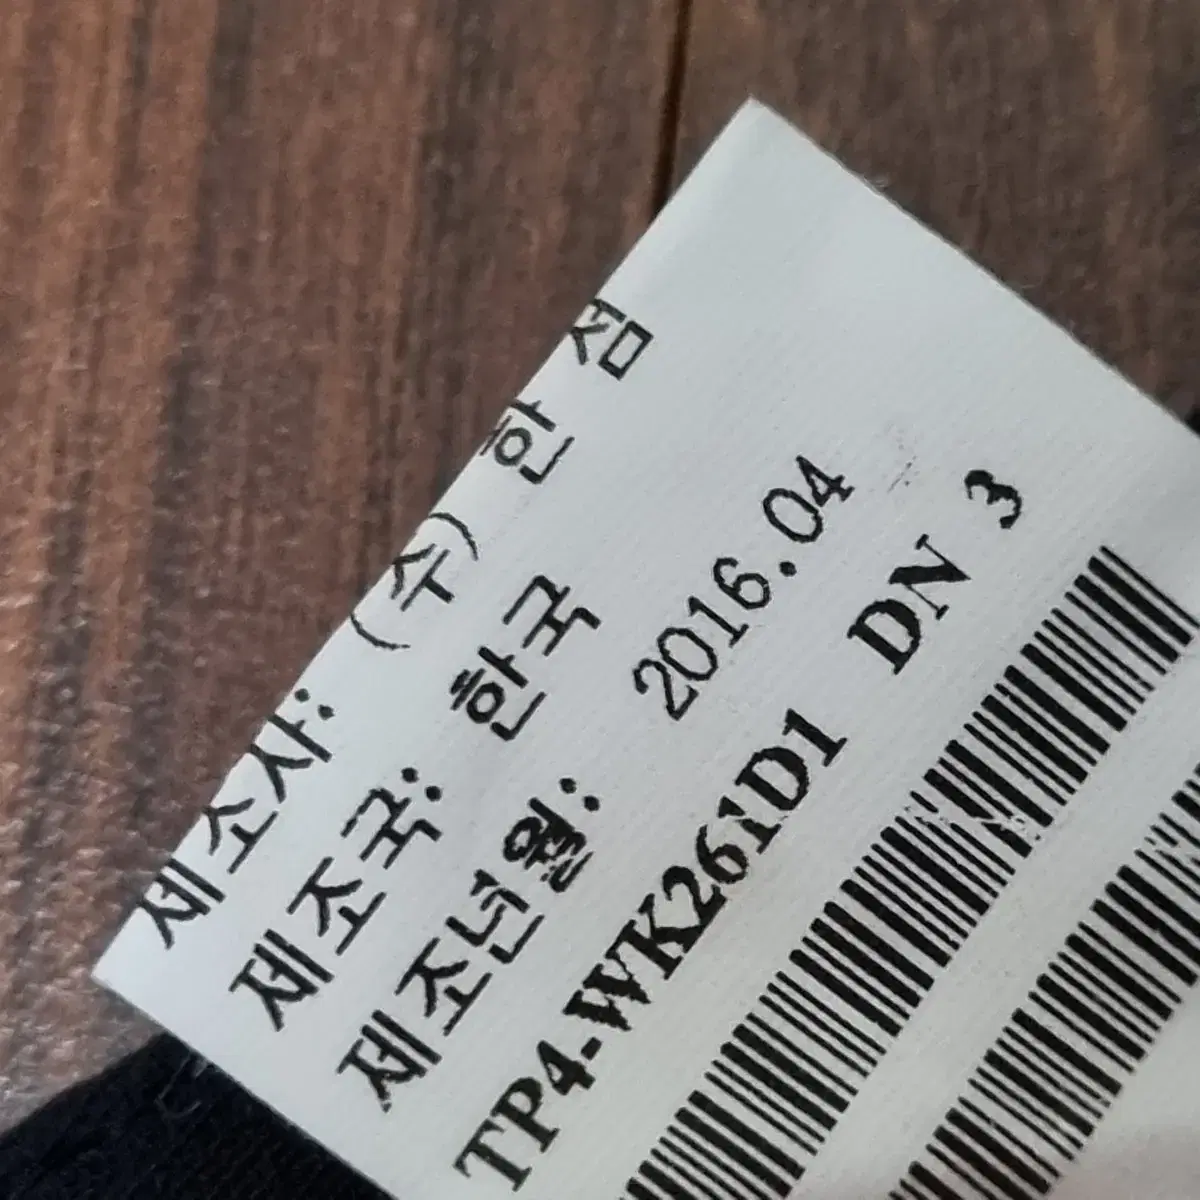 제조사: (주) 한섬
제조국: 한국
제조년월: 2016.04
TP4-WK261D1 DN 3